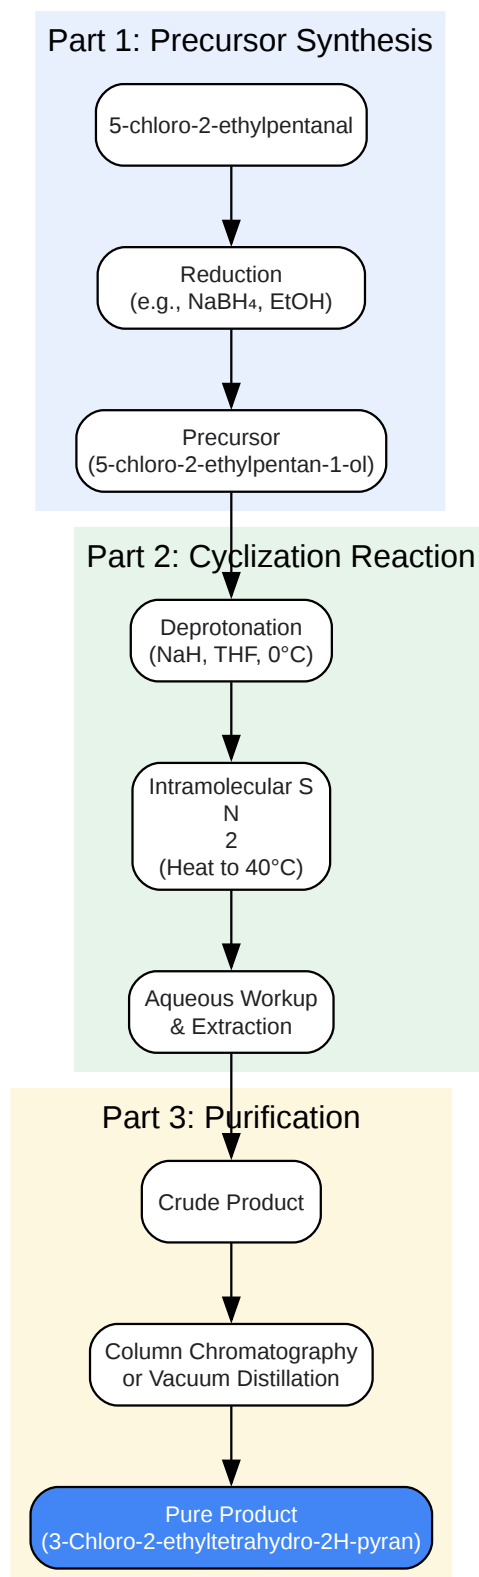 Part 1: Precursor Synthesis
5-chloro-2-ethylpentanal
Reduction
(e.g., NaBH₄, EtOH)
Precursor
(5-chloro-2-ethylpentan-1-ol)
Part 2: Cyclization Reaction
Deprotonation
(NaH, THF, 0°C)
Intramolecular S
N
2
(Heat to 40°C)
Aqueous Workup
& Extraction
Part 3: Purification
Crude Product
Column Chromatography
or Vacuum Distillation
Pure Product
(3-Chloro-2-ethyltetrahydro-2H-pyran)